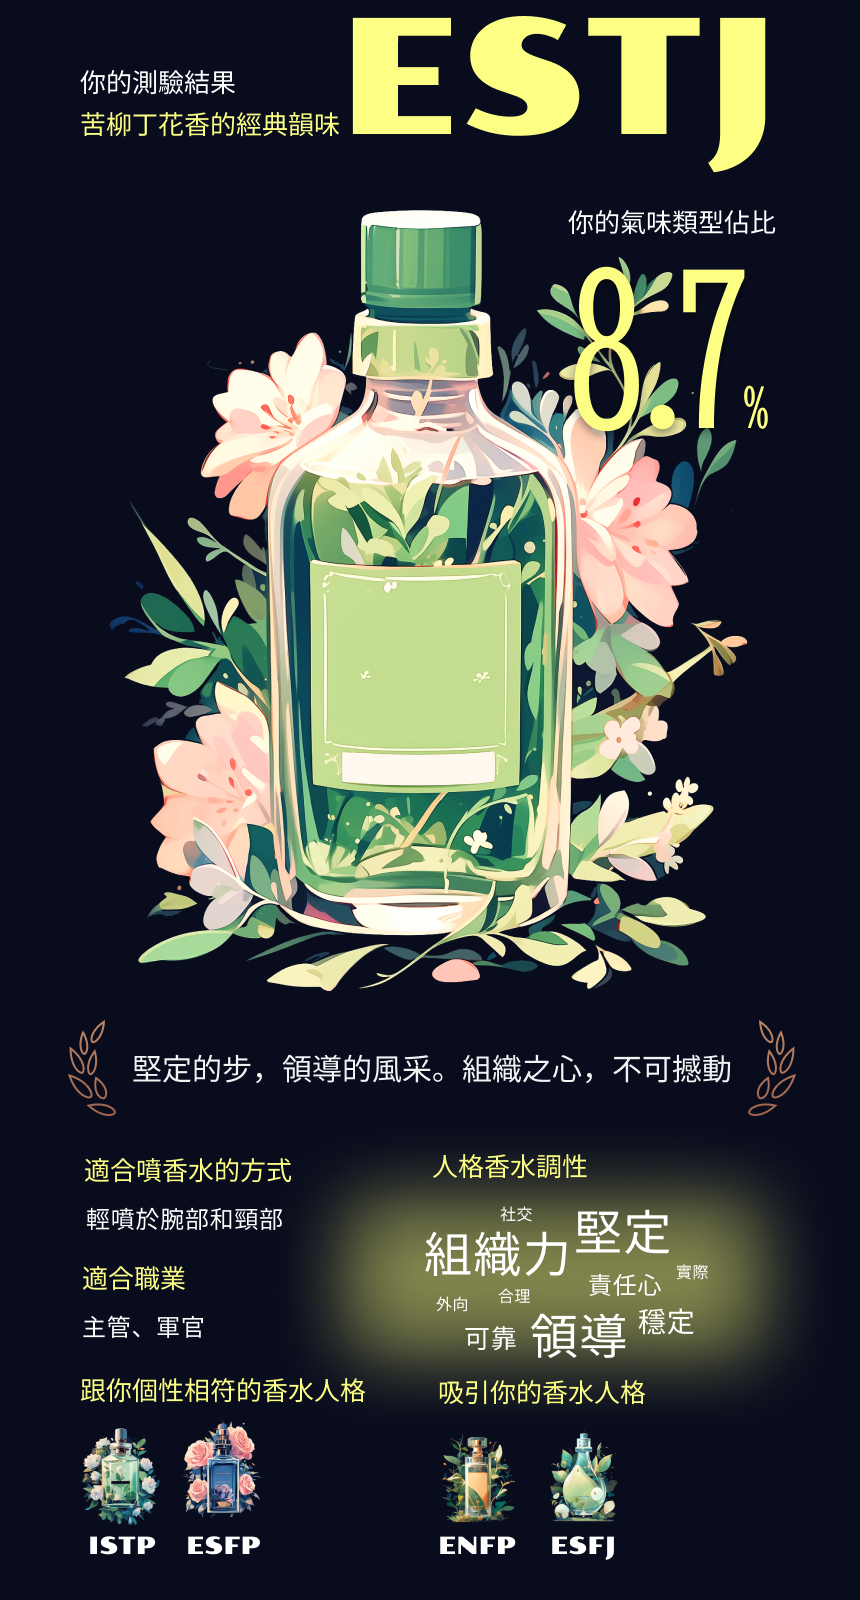 ESTJ
你的測驗結果
苦柳丁花香的經典韻味
你的氣味類型佔比
8.7%
堅定的步，領導的風采。組織之心，不可撼動
適合噴香水的方式
輕噴於腕部和頸部
適合職業
主管、軍官
人格香水調性
社交
組織力
堅定
責任心
實際
外向
合理
可靠
領導
穩定
跟你個性相符的香水人格
ISTP
ESFP
吸引你的香水人格
ENFP
ESFJ